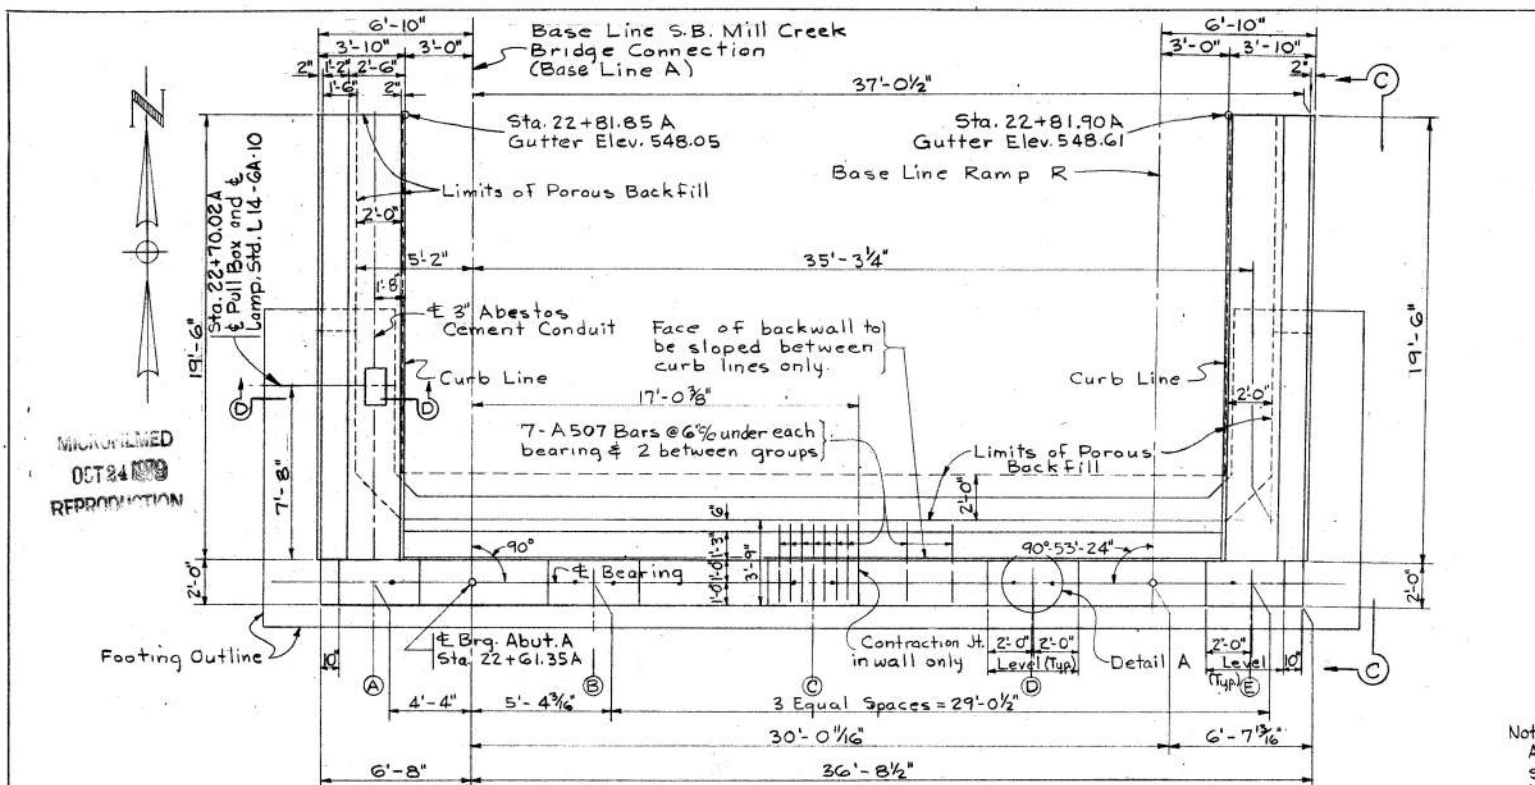 6'-10"
3'-10"
3'-0"
2"
1'-2"
2'-6"
1'-6"
2"
Base Line S.B. Mill Creek
Bridge Connection
(Base Line A)
37'-0½"
6'-10"
3'-0"
3'-10"
2"
C
N
Sta. 22+81.85 A
Gutter Elev. 548.05
Sta. 22+81.90A
Gutter Elev. 548.61
Base Line Ramp R
Limits of Porous Backfill
2'-0"
5'-2"
35'-3¼"
1'-8"
Sta. 22+70.02A
℄ Pull Box and ℄
Lamp. Std. L14-6A-10
19'-6"
19'-6"
℄ 3" Abestos
Cement Conduit
Face of backwall to
be sloped between
curb lines only.
Curb Line
Curb Line
D
D
17'-0⅜"
2'-0"
7-A507 Bars @ 6"c/c under each
bearing & 2 between groups
Limits of Porous
Backfill
2'-0"
MICROFILMED
OCT 24 1979
REPRODUCTION
7'-8"
6"
1'-3"
3'-9"
1'-0"
1'-0"
90°
℄ Bearing
90°-53'-24"
2'-0"
2'-0"
Footing Outline
10"
℄ Brg. Abut. A
Sta. 22+61.35A
Contraction Jt.
in wall only
2'-0"
2'-0"
Level (Typ)
Detail A
2'-0"
Level
(Typ)
10"
C
A
B
C
D
E
4'-4"
5'-4 3/16"
3 Equal Spaces = 29'-0½"
30'-0 11/16"
6'-7 13/16"
6'-8"
36'-8½"
Not
A
S